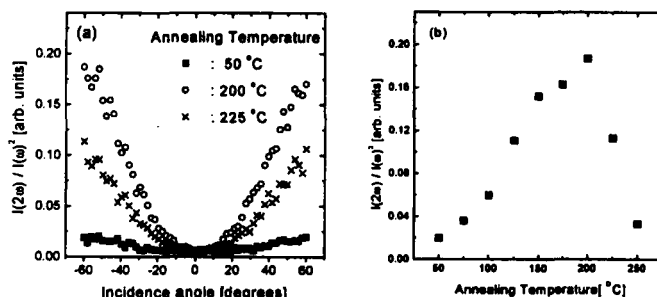 (a)
Annealing Temperature
■ : 50 °C
○ : 200 °C
× : 225 °C
I(2ω) / I(ω)² [arb. units]
0.20
0.15
0.10
0.05
0.00
-60 -40 -20 0 20 40 60
Incidence angle [degrees]
(b)
I(2ω) / I(ω)² [arb. units]
0.20
0.16
0.12
0.08
0.04
0.00
50 100 150 200 250
Annealing Temperature[ °C]